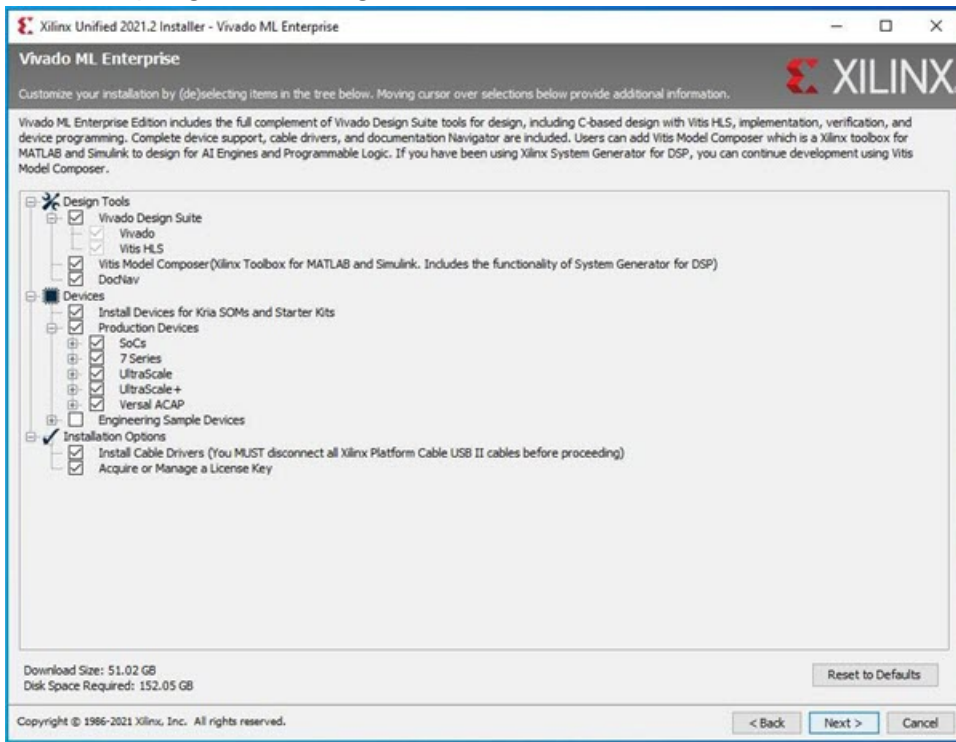 Xilinx Unified 2021.2 Installer - Vivado ML Enterprise
Vivado ML Enterprise
XILINX
Customize your installation by (de)selecting items in the tree below. Moving cursor over selections below provide additional information.
Vivado ML Enterprise Edition includes the full complement of Vivado Design Suite tools for design, including C-based design with Vitis HLS, implementation, verification, and
device programming. Complete device support, cable drivers, and documentation Navigator are included. Users can add Vitis Model Composer which is a Xilinx toolbox for
MATLAB and Simulink to design for AI Engines and Programmable Logic. If you have been using Xilinx System Generator for DSP, you can continue development using Vitis
Model Composer.
Design Tools
Vivado Design Suite
Vivado
Vitis HLS
Vitis Model Composer(Xilinx Toolbox for MATLAB and Simulink. Includes the functionality of System Generator for DSP)
DocNav
Devices
Install Devices for Kria SOMs and Starter Kits
Production Devices
SoCs
7 Series
UltraScale
UltraScale+
Versal ACAP
Engineering Sample Devices
Installation Options
Install Cable Drivers (You MUST disconnect all Xilinx Platform Cable USB II cables before proceeding)
Acquire or Manage a License Key
Download Size: 51.02 GB
Disk Space Required: 152.05 GB
Reset to Defaults
Copyright © 1986-2021 Xilinx, Inc. All rights reserved.
< Back
Next >
Cancel